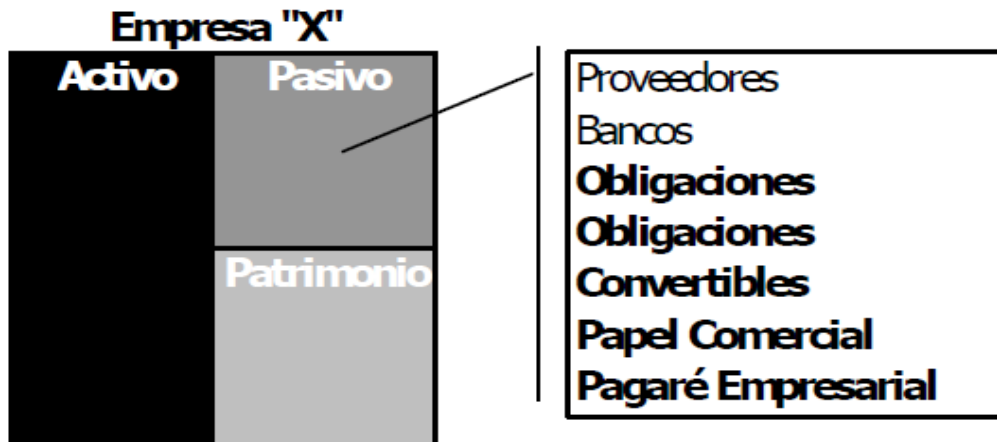 Empresa "X"
Activo
Pasivo
Patrimonio
Proveedores
Bancos
Obligaciones
Obligaciones
Convertibles
Papel Comercial
Pagaré Empresarial